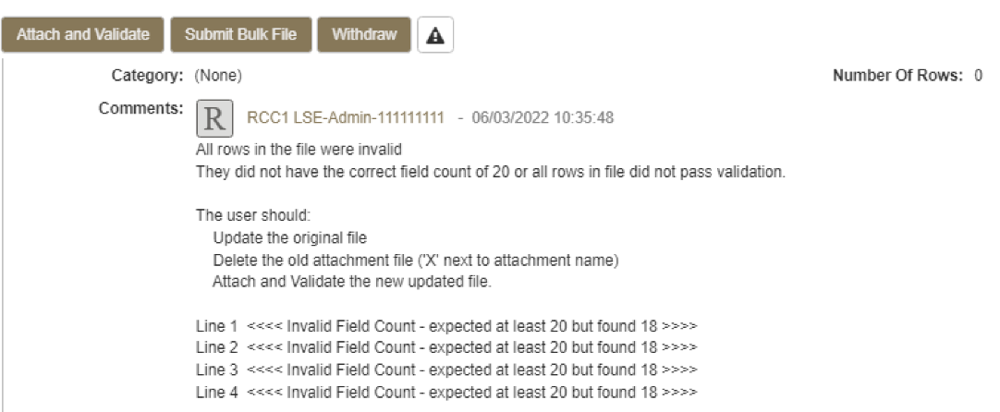 Attach and Validate Submit Bulk File Withdraw
Category: (None) Number Of Rows: 0
Comments: R RCC1 LSE-Admin-111111111 - 06/03/2022 10:35:48
All rows in the file were invalid
They did not have the correct field count of 20 or all rows in file did not pass validation.
The user should:
Update the original file
Delete the old attachment file ('X' next to attachment name)
Attach and Validate the new updated file.
Line 1 <<<< Invalid Field Count - expected at least 20 but found 18 >>>>
Line 2 <<<< Invalid Field Count - expected at least 20 but found 18 >>>>
Line 3 <<<< Invalid Field Count - expected at least 20 but found 18 >>>>
Line 4 <<<< Invalid Field Count - expected at least 20 but found 18 >>>>